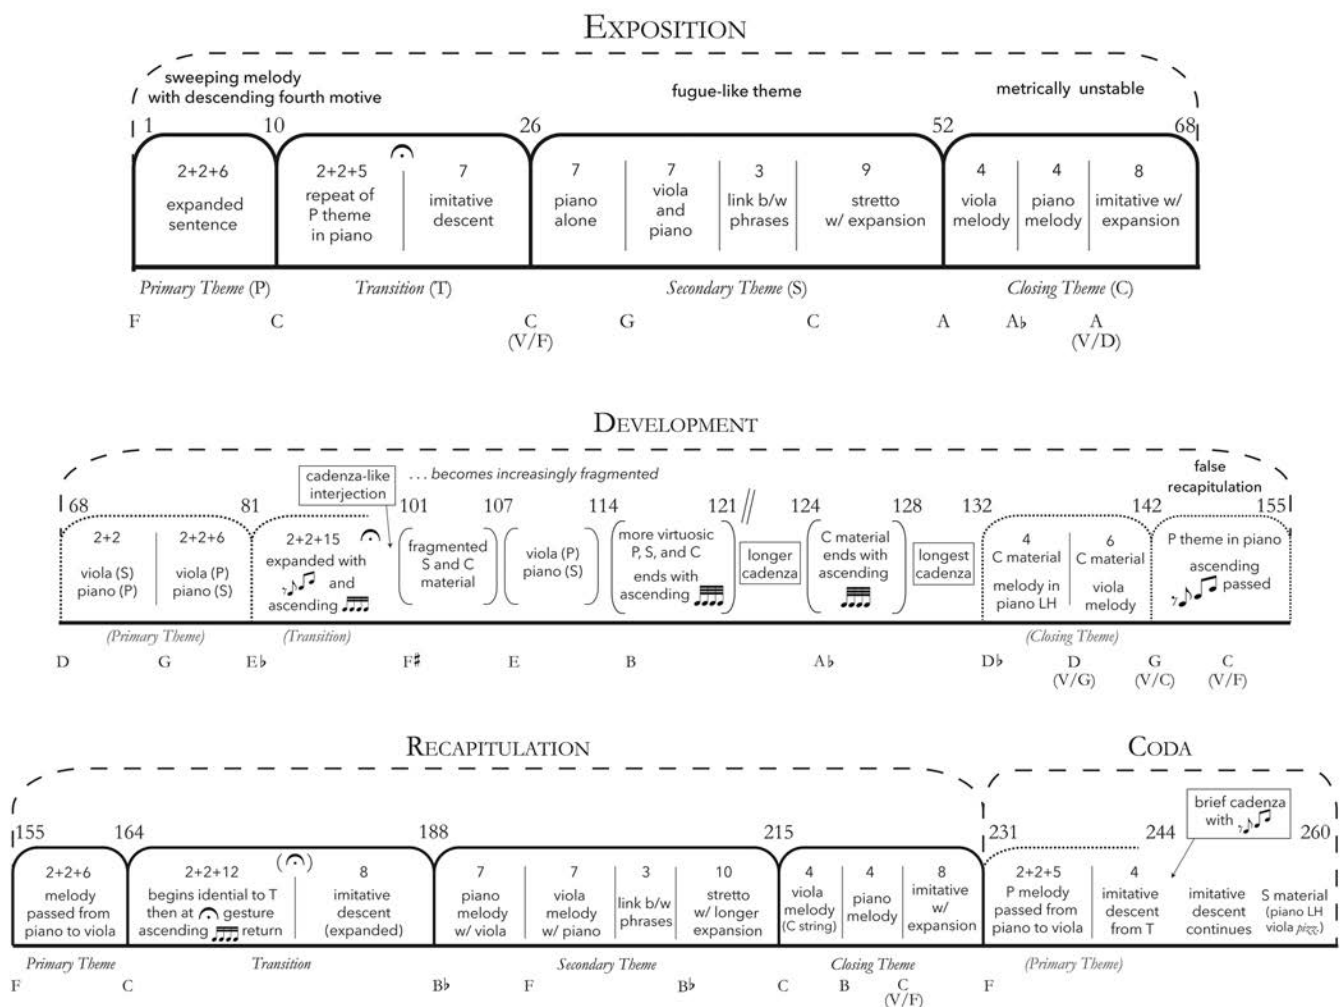 EXPOSITION
sweeping melody
with descending fourth motive
fugue-like theme
metrically unstable
1 10 26 52 68
2+2+6
expanded
sentence
2+2+5
repeat of
P theme
in piano
7
imitative
descent
7
piano
alone
7
viola
and
piano
3
link b/w
phrases
9
stretto
w/ expansion
4
viola
melody
4
piano
melody
8
imitative w/
expansion
Primary Theme (P) Transition (T) Secondary Theme (S) Closing Theme (C)
F C C G C A A♭ A
(V/F) (V/D)
DEVELOPMENT
cadenza-like
interjection
. . . becomes increasingly fragmented
false
recapitulation
68 81 101 107 114 121 124 128 132 142 155
2+2
viola (S)
piano (P)
2+2+6
viola (P)
piano (S)
2+2+15
expanded with
and
ascending
fragmented
S and C
material
viola (P)
piano (S)
more virtuosic
P, S, and C
ends with
ascending
longer
cadenza
C material
ends with
ascending
longest
cadenza
4
C material
melody in
piano LH
6
C material
viola
melody
P theme in piano
ascending
passed
(Primary Theme) (Transition) (Closing Theme)
D G E♭ F♯ E B A♭ D♭ D G C
(V/G) (V/C) (V/F)
RECAPITULATION CODA
brief cadenza
with
155 164 188 215 231 244 260
2+2+6
melody
passed from
piano to viola
2+2+12
begins idential to T
then at gesture
ascending return
8
imitative
descent
(expanded)
7
piano
melody
w/ viola
7
viola
melody
w/ piano
3
link b/w
phrases
10
stretto
w/ longer
expansion
4
viola
melody
(C string)
4
piano
melody
8
imitative
w/
expansion
2+2+5
P melody
passed from
piano to viola
4
imitative
descent
from T
imitative
descent
continues
S material
(piano LH
viola pizz.)
Primary Theme Transition Secondary Theme Closing Theme (Primary Theme)
F C B♭ F B♭ C B C F
(V/F)